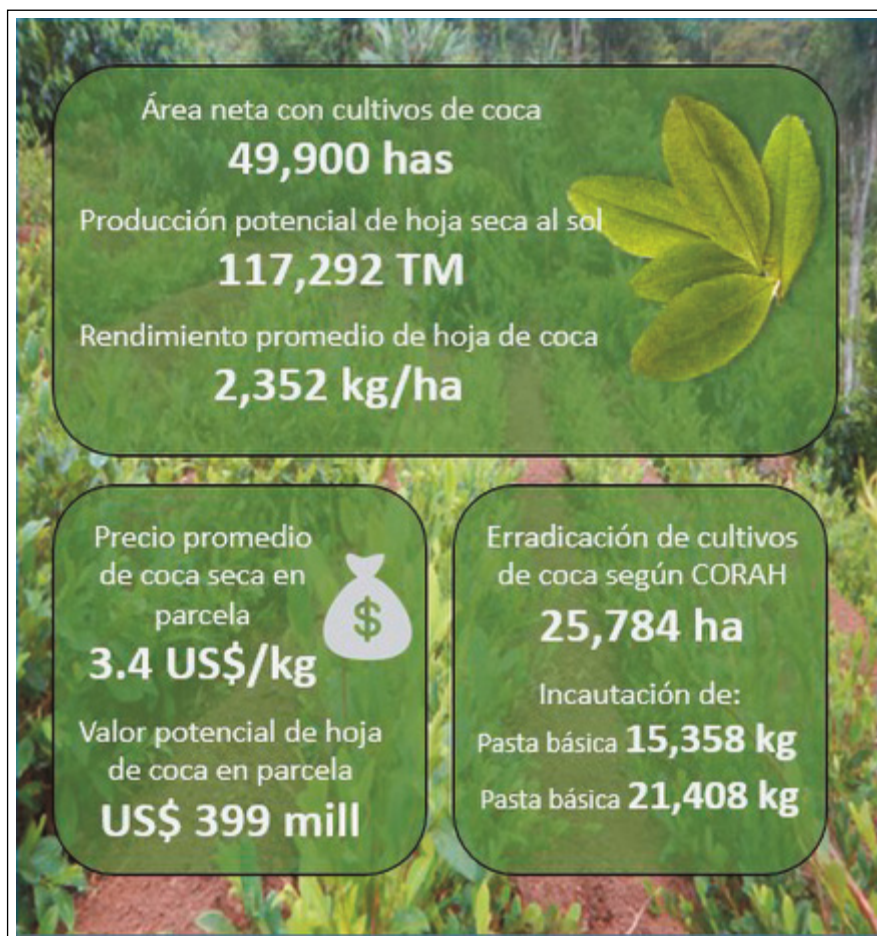 Área neta con cultivos de coca
49,900 has
Producción potencial de hoja seca al sol
117,292 TM
Rendimiento promedio de hoja de coca
2,352 kg/ha
Precio promedio
de coca seca en
parcela
3.4 US$/kg
Valor potencial de hoja
de coca en parcela
US$ 399 mill
$
Erradicación de cultivos
de coca según CORAH
25,784 ha
Incautación de:
Pasta básica 15,358 kg
Pasta básica 21,408 kg